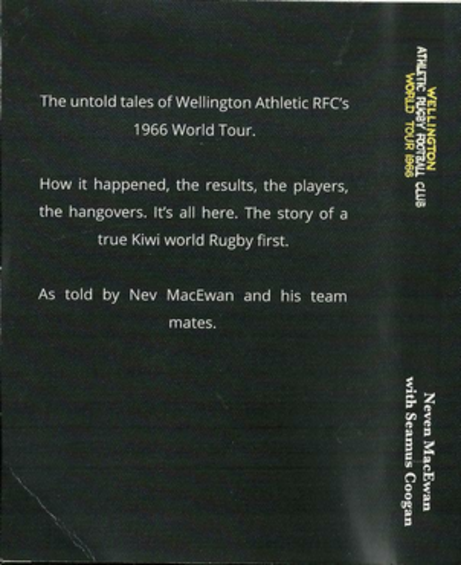 The untold tales of Wellington Athletic RFC's
1966 World Tour.
How it happened, the results, the players,
the hangovers. It's all here. The story of a
true Kiwi world Rugby first.
As told by Nev MacEwan and his team
mates.
WELLINGTON
ATHLETIC RUGBY FOOTBALL CLUB
WORLD TOUR 1966
Neven MacEwan
with Seamus Coogan